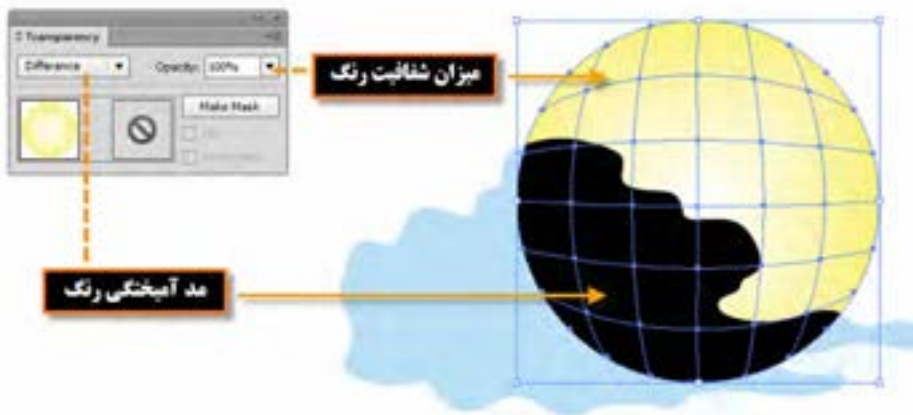 Transparency
Difference
Opacity: 100%
Make Mask
میزان شفافیت رنگ
مد آمیختگی رنگ